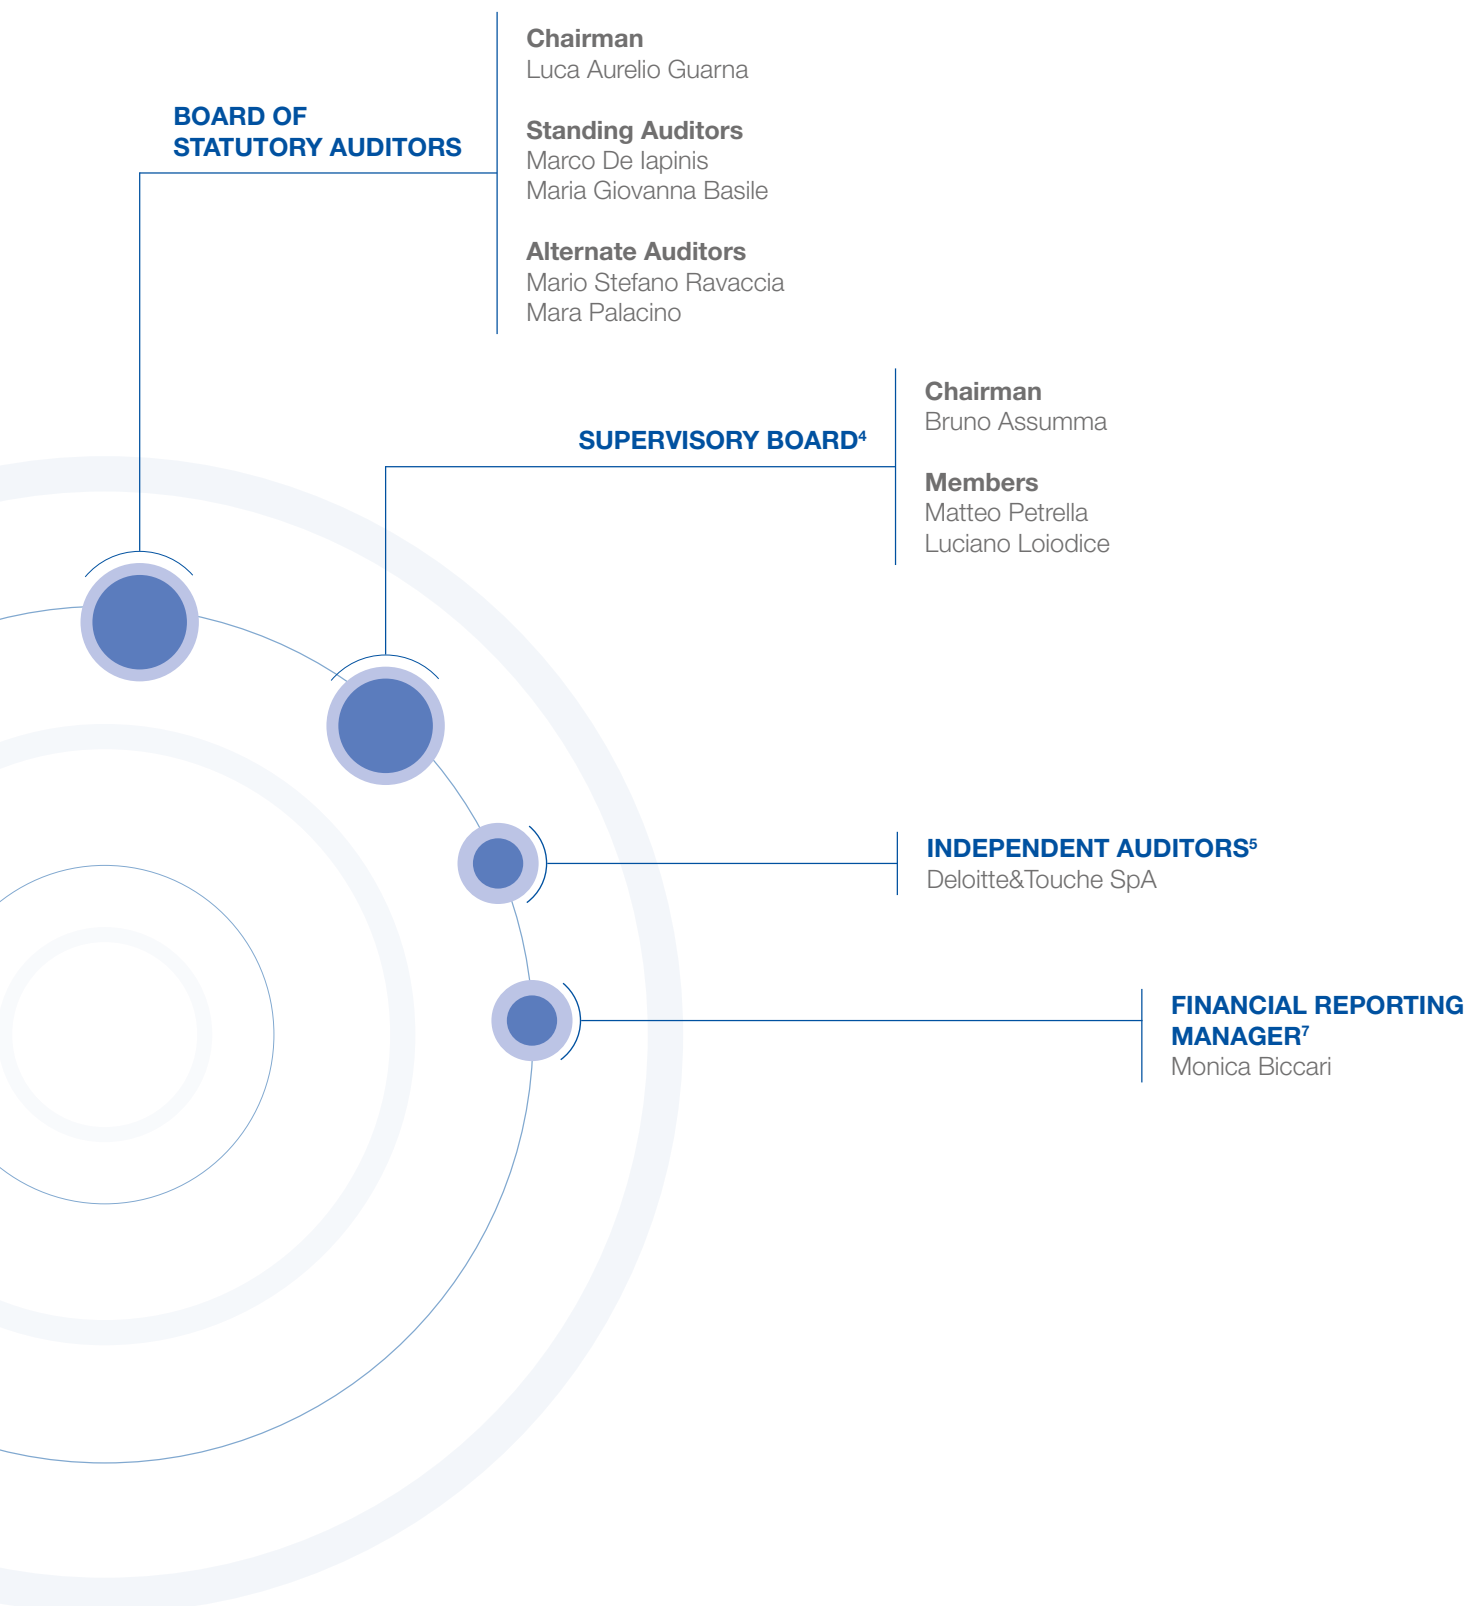 BOARD OF
STATUTORY AUDITORS
Chairman
Luca Aurelio Guarna
Standing Auditors
Marco De Iapinis
Maria Giovanna Basile
Alternate Auditors
Mario Stefano Ravaccia
Mara Palacino
SUPERVISORY BOARD⁴
Chairman
Bruno Assumma
Members
Matteo Petrella
Luciano Loiodice
INDEPENDENT AUDITORS⁵
Deloitte&Touche SpA
FINANCIAL REPORTING
MANAGER⁷
Monica Biccari